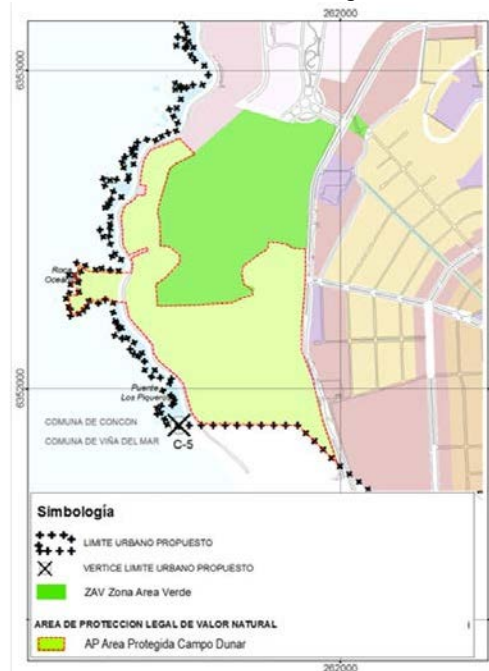 262000
6353000
Roca
Oceanica
6352000
Puente
Los Piqueros
COMUNA DE CONCON
COMUNA DE VIÑA DEL MAR
C-5
Simbología
LIMITE URBANO PROPUESTO
VERTICE LIMITE URBANO PROPUESTO
ZAV Zona Area Verde
AREA DE PROTECCION LEGAL DE VALOR NATURAL
AP Area Protegida Campo Dunar
262000